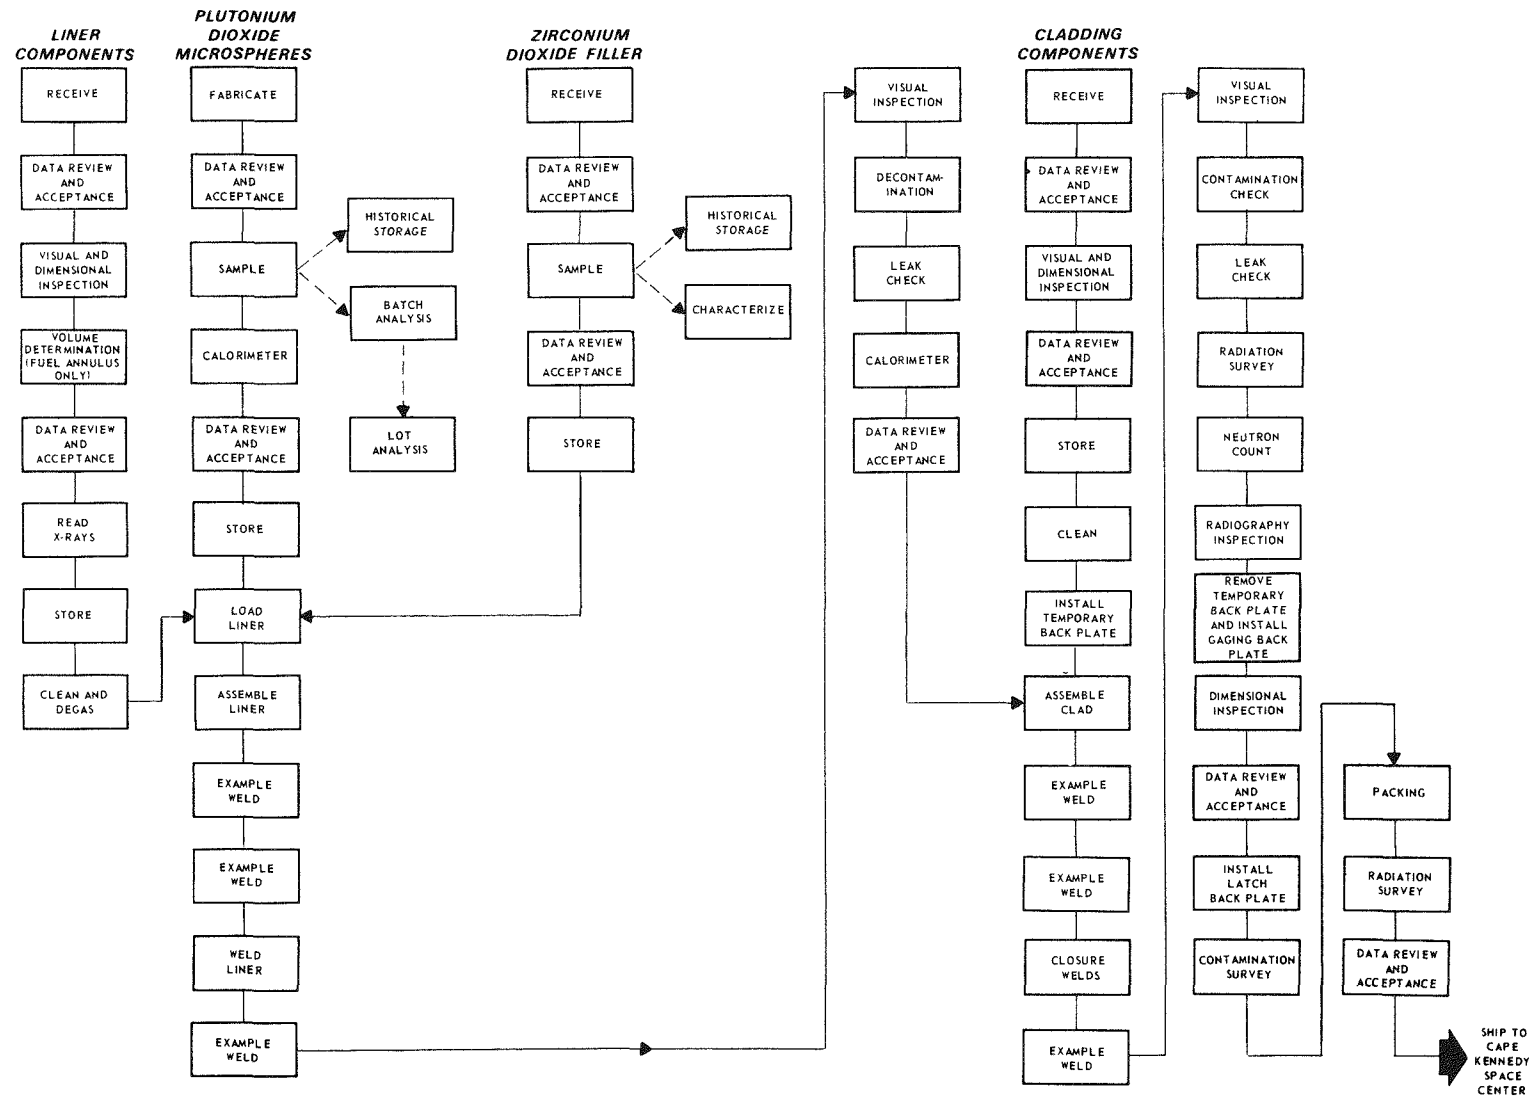 LINER
COMPONENTS
RECEIVE
DATA REVIEW
AND
ACCEPTANCE
VISUAL AND
DIMENSIONAL
INSPECTION
VOLUME
DETERMINATION
(FUEL ANNULUS
ONLY)
DATA REVIEW
AND
ACCEPTANCE
READ
X-RAYS
STORE
CLEAN AND
DEGAS
PLUTONIUM
DIOXIDE
MICROSPHERES
FABRICATE
DATA REVIEW
AND
ACCEPTANCE
SAMPLE
HISTORICAL
STORAGE
BATCH
ANALYSIS
LOT
ANALYSIS
CALORIMETER
DATA REVIEW
AND
ACCEPTANCE
STORE
LOAD
LINER
ASSEMBLE
LINER
EXAMPLE
WELD
EXAMPLE
WELD
WELD
LINER
EXAMPLE
WELD
ZIRCONIUM
DIOXIDE FILLER
RECEIVE
DATA REVIEW
AND
ACCEPTANCE
SAMPLE
HISTORICAL
STORAGE
CHARACTERIZE
DATA REVIEW
AND
ACCEPTANCE
STORE
VISUAL
INSPECTION
DECONTAM-
INATION
LEAK
CHECK
CALORIMETER
DATA REVIEW
AND
ACCEPTANCE
CLADDING
COMPONENTS
RECEIVE
DATA REVIEW
AND
ACCEPTANCE
VISUAL AND
DIMENSIONAL
INSPECTION
DATA REVIEW
AND
ACCEPTANCE
STORE
CLEAN
INSTALL
TEMPORARY
BACK PLATE
ASSEMBLE
CLAD
EXAMPLE
WELD
EXAMPLE
WELD
CLOSURE
WELDS
EXAMPLE
WELD
VISUAL
INSPECTION
CONTAMINATION
CHECK
LEAK
CHECK
RADIATION
SURVEY
NEUTRON
COUNT
RADIOGRAPHY
INSPECTION
REMOVE
TEMPORARY
BACK PLATE
AND INSTALL
GAGING BACK
PLATE
DIMENSIONAL
INSPECTION
DATA REVIEW
AND
ACCEPTANCE
INSTALL
LATCH
BACK PLATE
CONTAMINATION
SURVEY
PACKING
RADIATION
SURVEY
DATA REVIEW
AND
ACCEPTANCE
SHIP TO
CAPE
KENNEDY
SPACE
CENTER